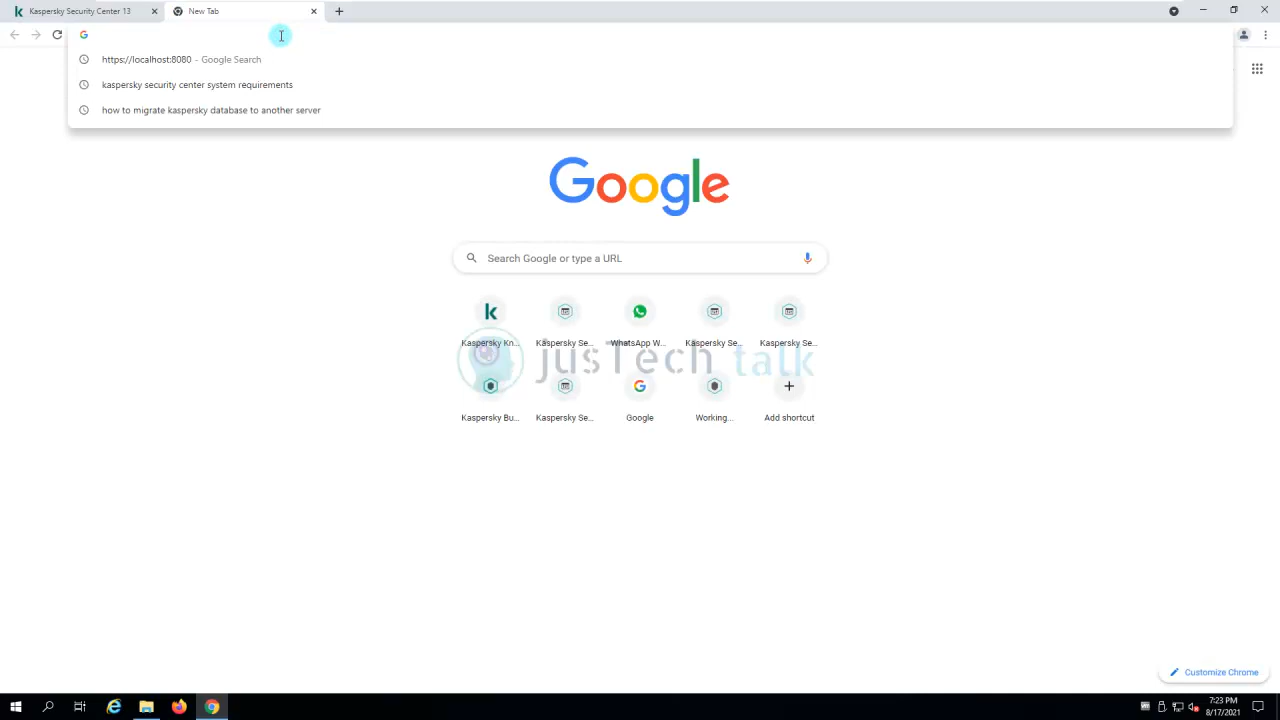 Kaspersky Security Center 13
New Tab
https://localhost:8080 - Google Search
kaspersky security center system requirements
how to migrate kaspersky database to another server
Google
Search Google or type a URL
Kaspersky Kn...
Kaspersky Se...
WhatsApp W...
Kaspersky Se...
Kaspersky Se...
jusTech talk
Kaspersky Bu...
Kaspersky Se...
Google
Working...
Add shortcut
Customize Chrome
7:23 PM
8/17/2021